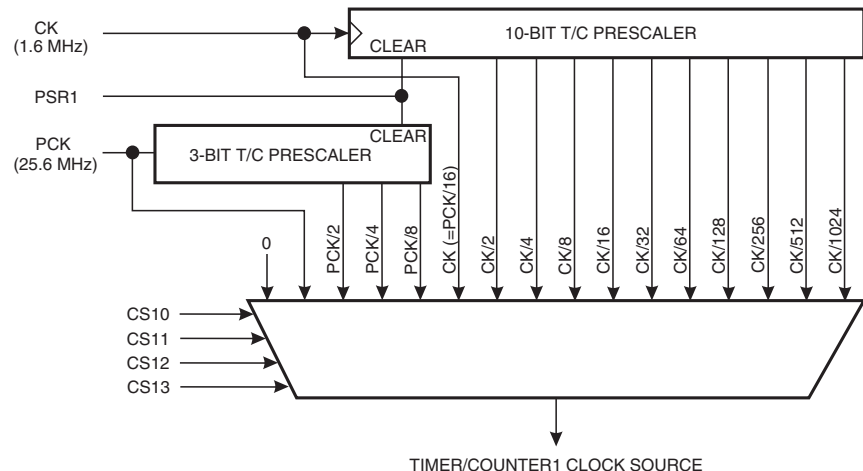 CK
(1.6 MHz)
10-BIT T/C PRESCALER
CLEAR
PSR1
CLEAR
PCK
(25.6 MHz)
3-BIT T/C PRESCALER
0
PCK/2
PCK/4
PCK/8
CK (=PCK/16)
CK/2
CK/4
CK/8
CK/16
CK/32
CK/64
CK/128
CK/256
CK/512
CK/1024
CS10
CS11
CS12
CS13
TIMER/COUNTER1 CLOCK SOURCE